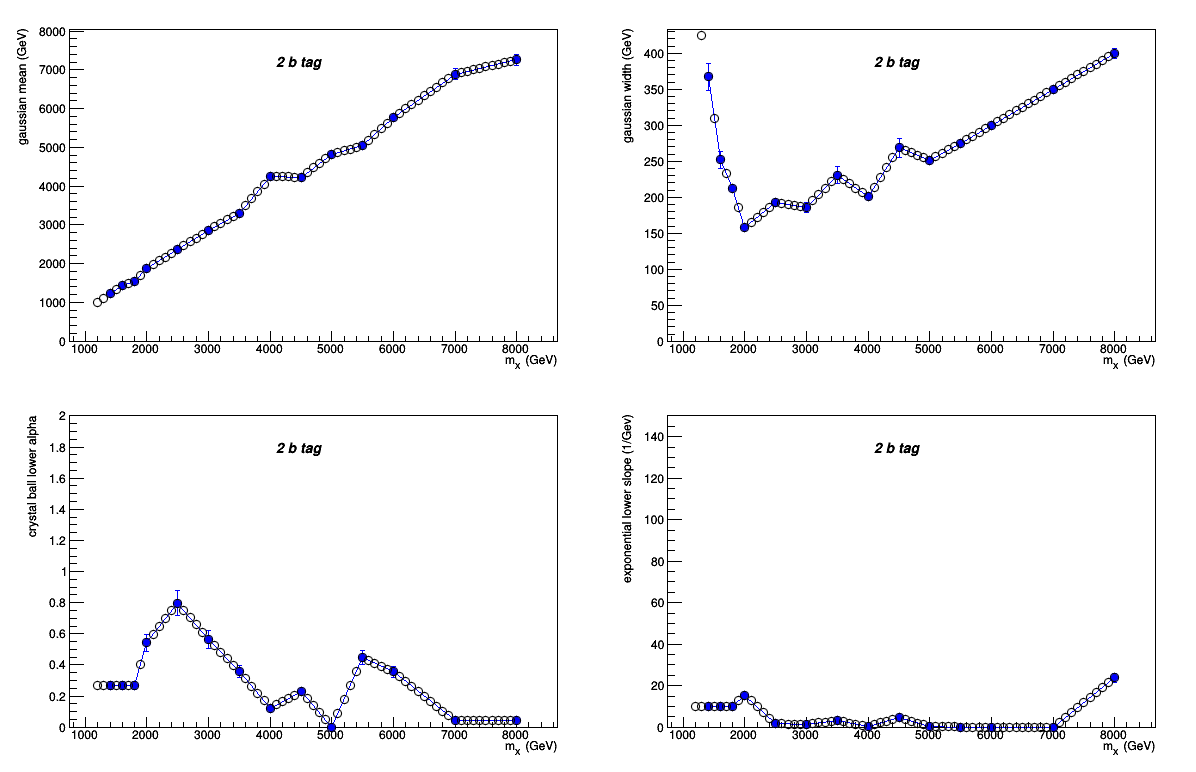 gaussian mean (GeV)
8000
7000
6000
5000
4000
3000
2000
1000
0
2 b tag
1000 2000 3000 4000 5000 6000 7000 8000
mx (GeV)
gaussian width (GeV)
400
350
300
250
200
150
100
50
0
2 b tag
1000 2000 3000 4000 5000 6000 7000 8000
mx (GeV)
crystal ball lower alpha
2
1.8
1.6
1.4
1.2
1
0.8
0.6
0.4
0.2
0
2 b tag
1000 2000 3000 4000 5000 6000 7000 8000
mx (GeV)
exponential lower slope (1/Gev)
140
120
100
80
60
40
20
0
2 b tag
1000 2000 3000 4000 5000 6000 7000 8000
mx (GeV)